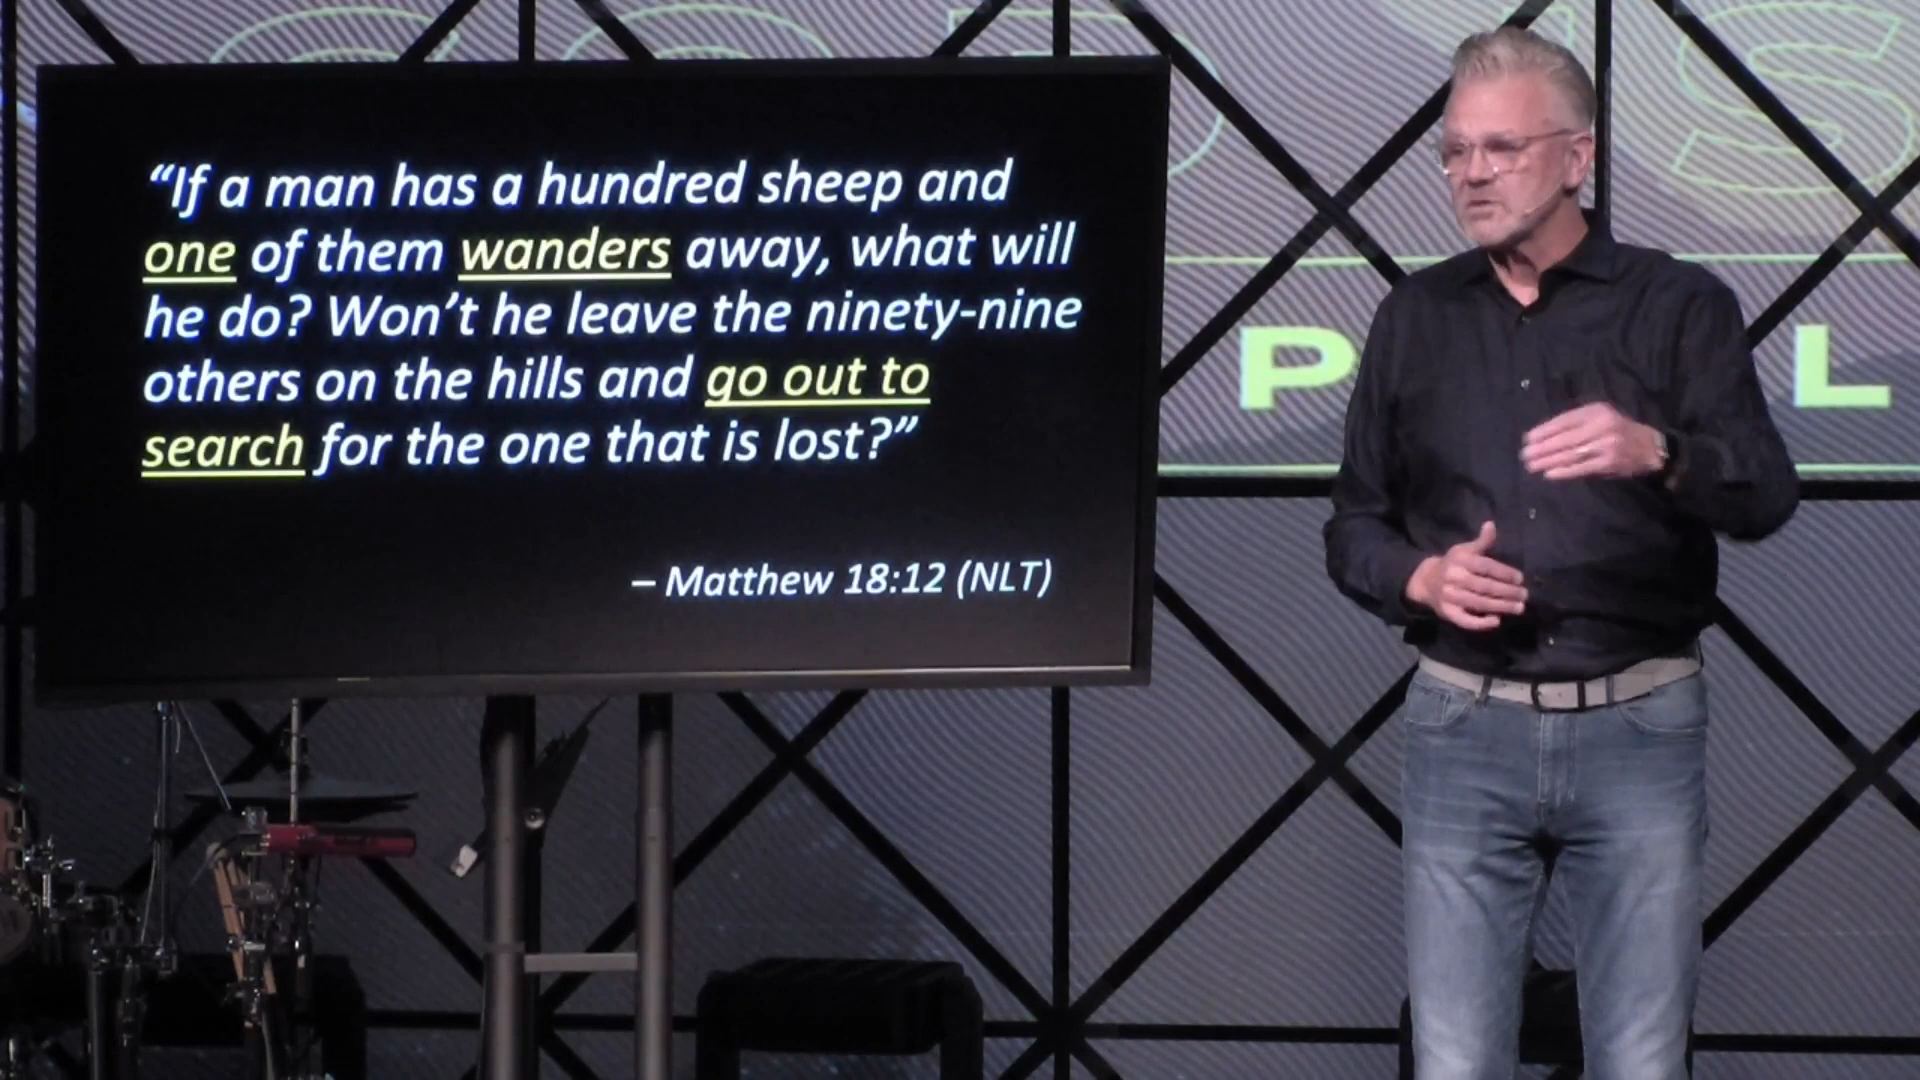 “If a man has a hundred sheep and
one of them wanders away, what will
he do? Won’t he leave the ninety-nine
others on the hills and go out to
search for the one that is lost?”
– Matthew 18:12 (NLT)
P L